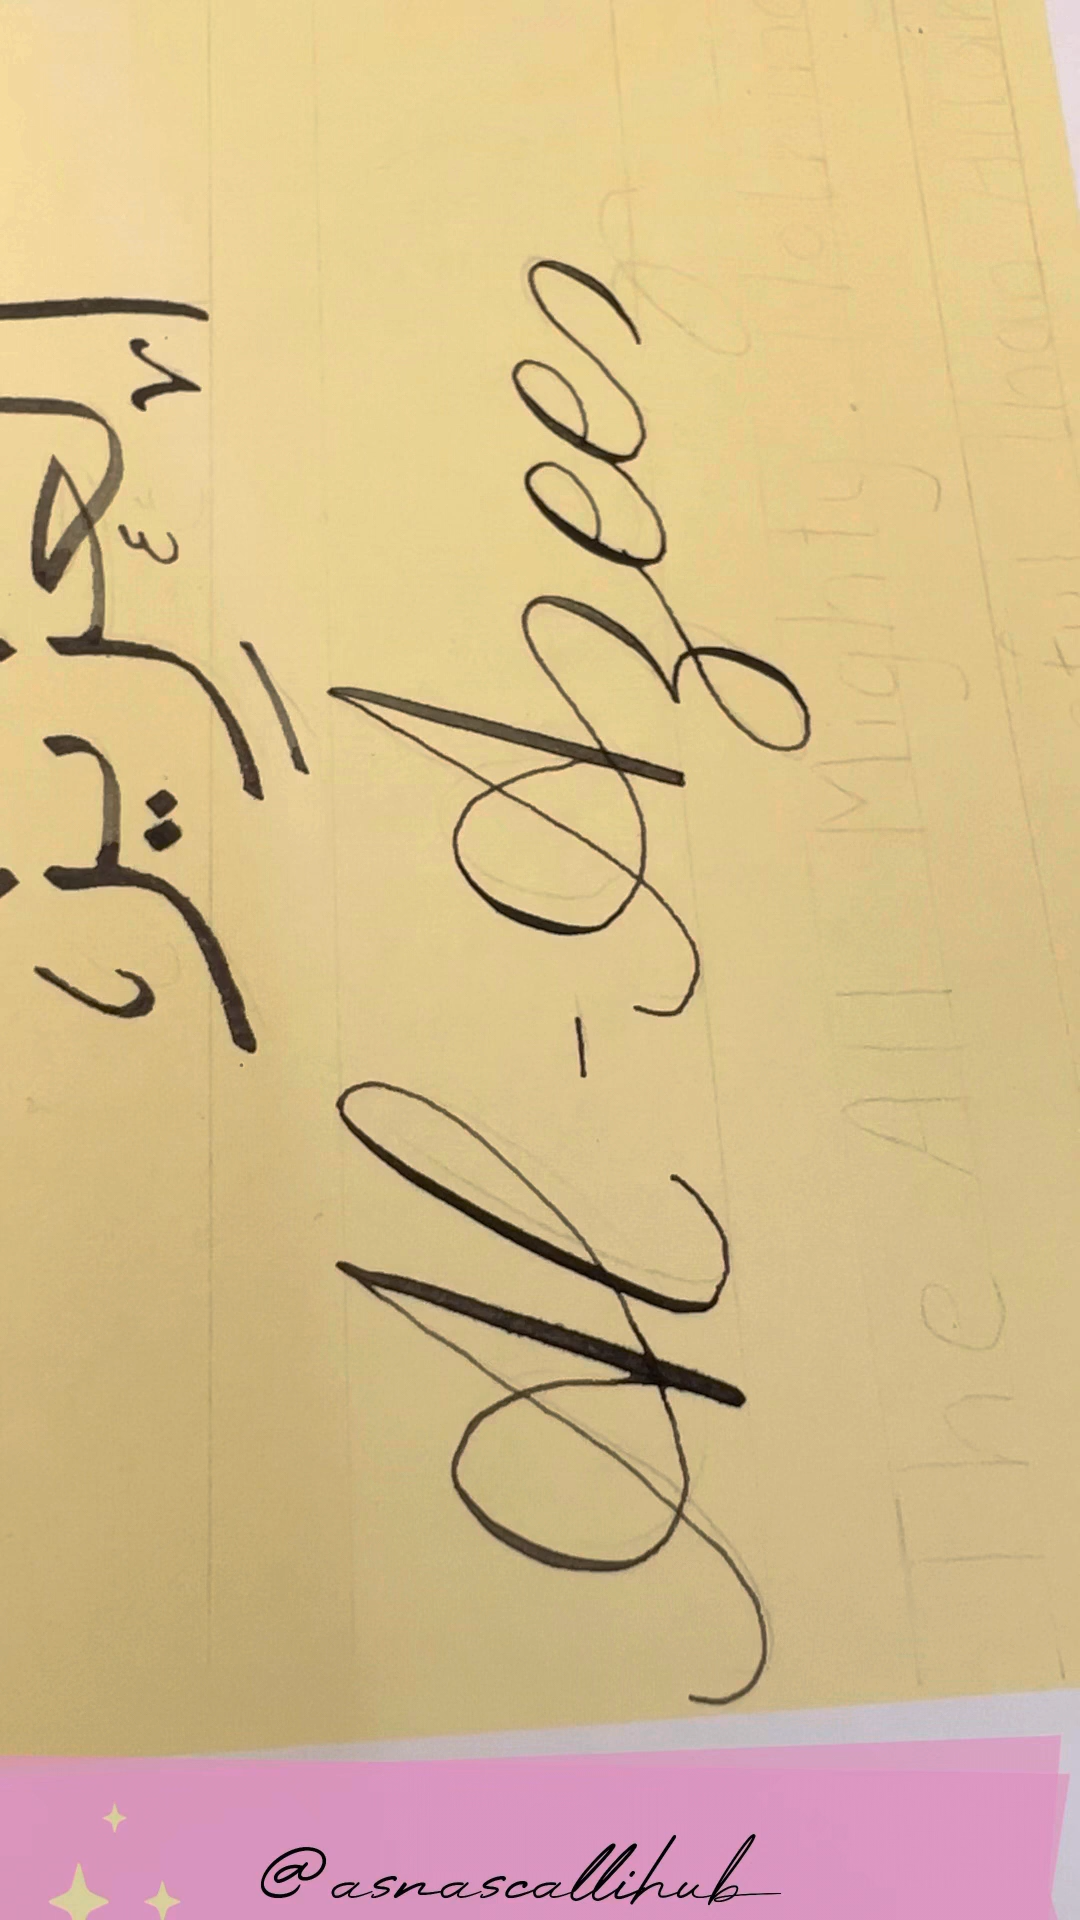 العزيز
Al - Azeez
The All Mighty
@asnascallihub